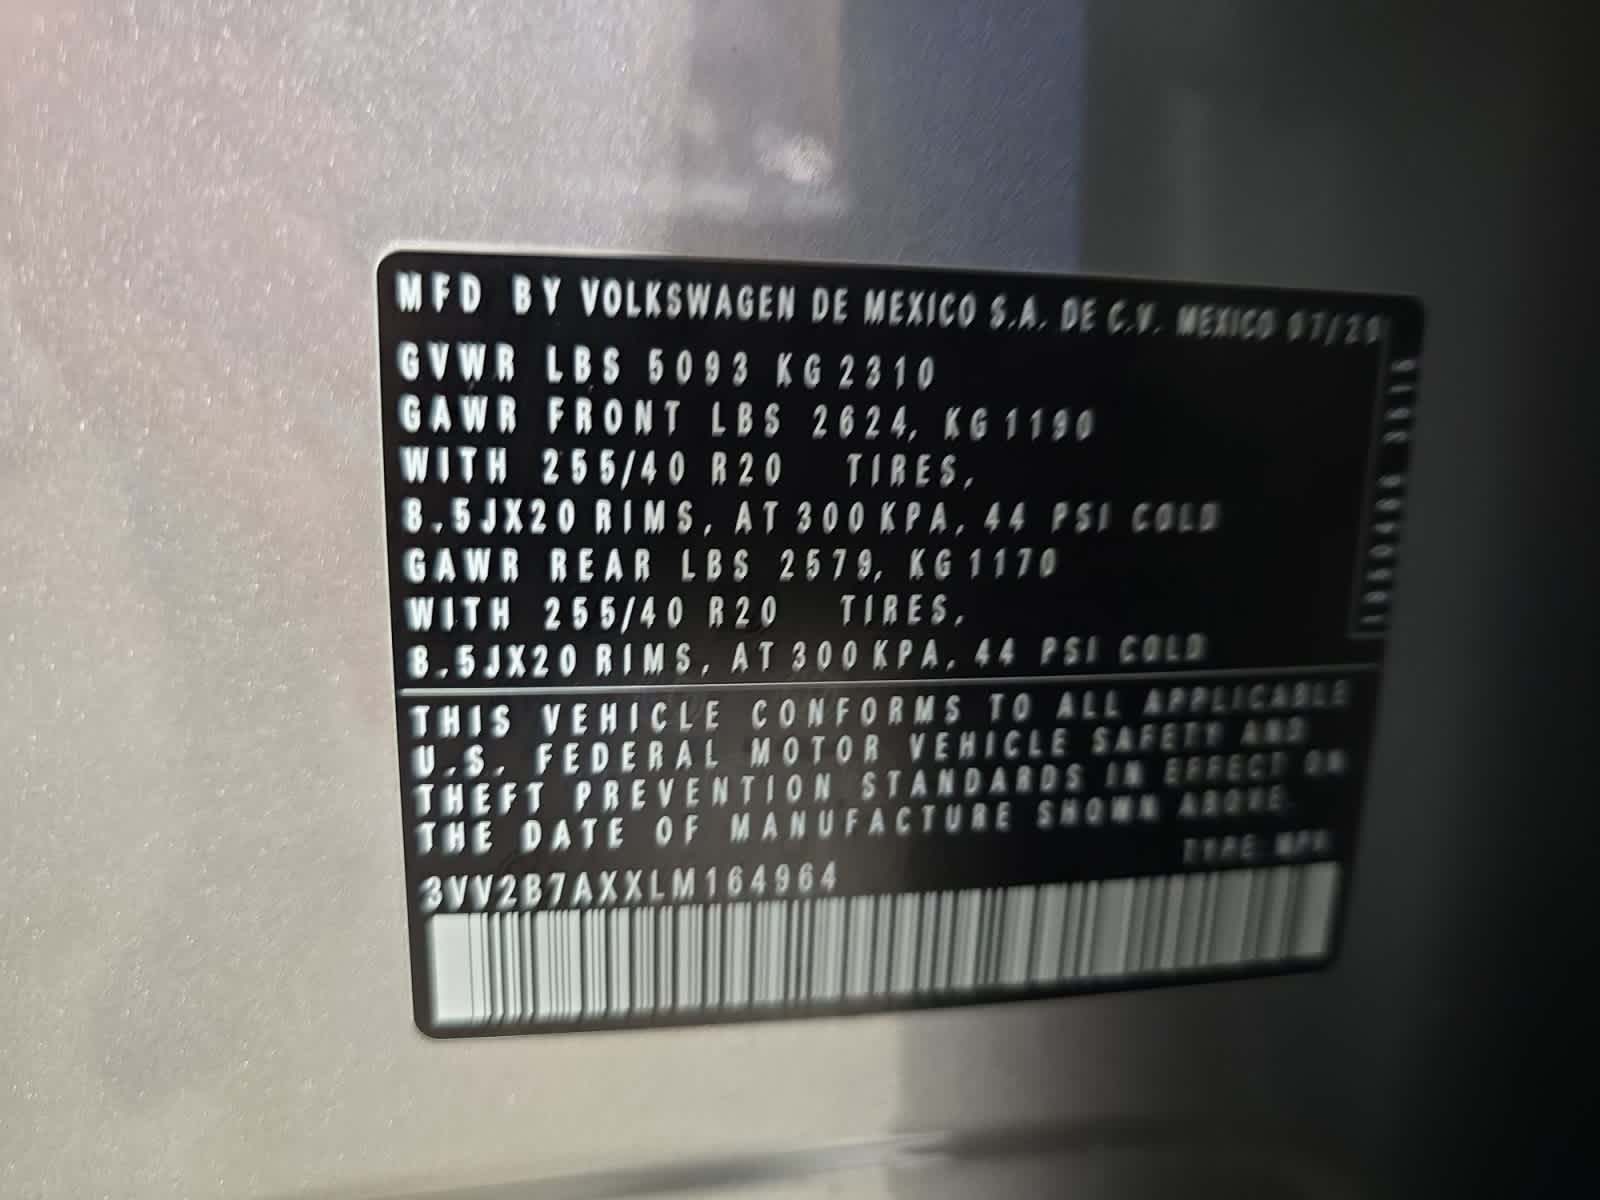 MFD BY VOLKSWAGEN DE MEXICO S.A. DE C.V. MEXICO 07/20
GVWR LBS 5093 KG 2310
GAWR FRONT LBS 2624, KG 1190
WITH 255/40 R20 TIRES,
8.5JX20 RIMS, AT 300 KPA, 44 PSI COLD
GAWR REAR LBS 2579, KG 1170
WITH 255/40 R20 TIRES,
8.5JX20 RIMS, AT 300 KPA, 44 PSI COLD
THIS VEHICLE CONFORMS TO ALL APPLICABLE
U.S. FEDERAL MOTOR VEHICLE SAFETY AND
THEFT PREVENTION STANDARDS IN EFFECT ON
THE DATE OF MANUFACTURE SHOWN ABOVE.
TYPE MPV
3VV2B7AXXLM164964